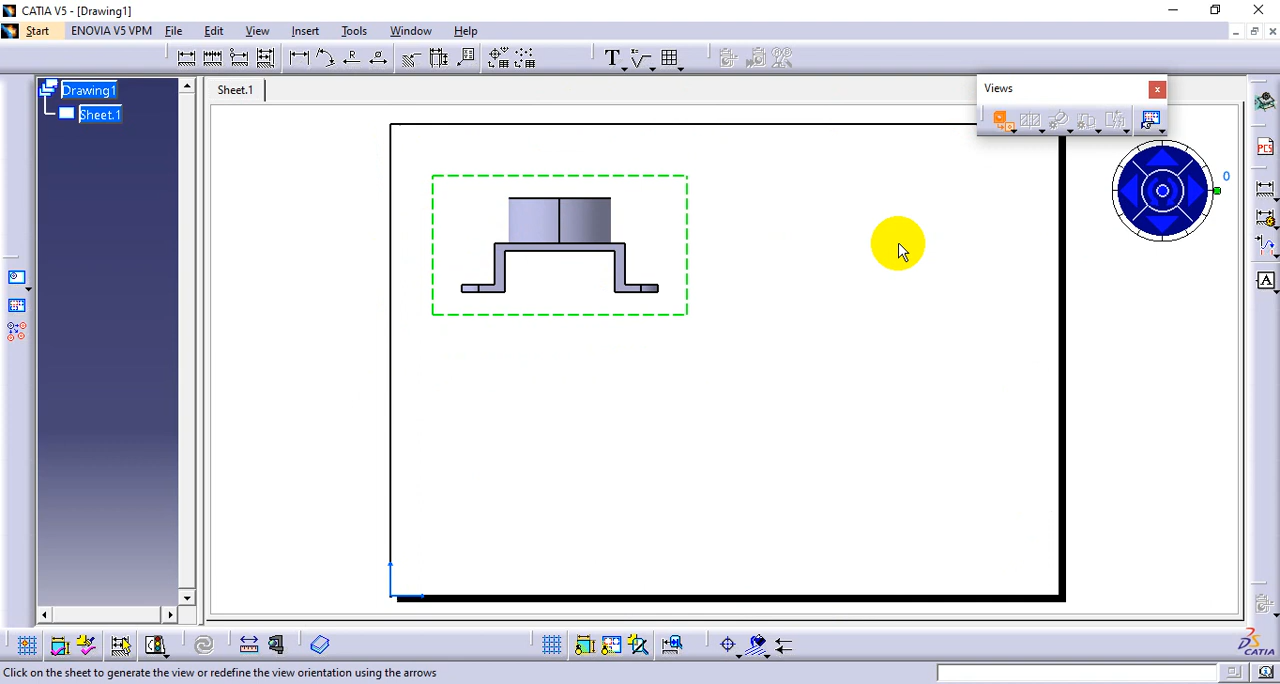 CATIA V5 - [Drawing1]
Start ENOVIA V5 VPM File Edit View Insert Tools Window Help
Drawing1
Sheet.1
Sheet.1
Views
0
PCS
T
A
CATIA
Click on the sheet to generate the view or redefine the view orientation using the arrows